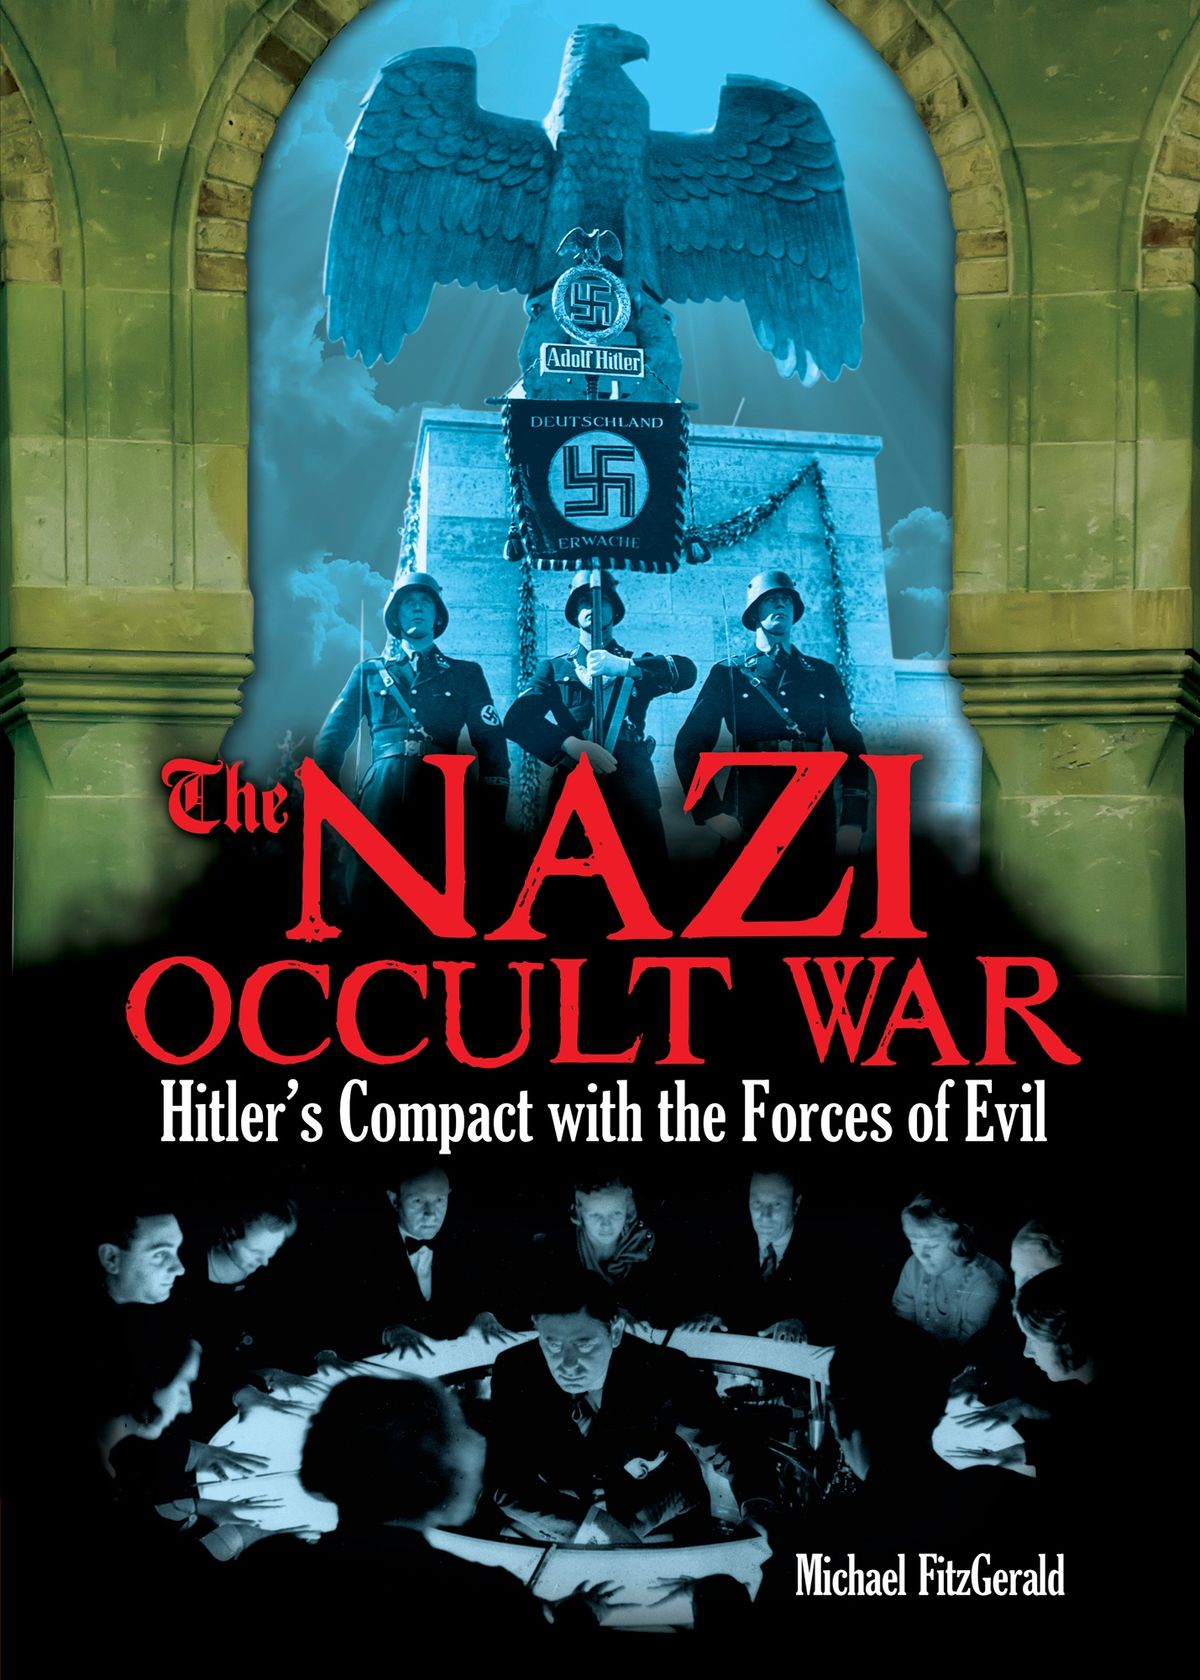 Adolf Hitler
DEUTSCHLAND
ERWACHE
The NAZI
OCCULT WAR
Hitler's Compact with the Forces of Evil
Michael FitzGerald